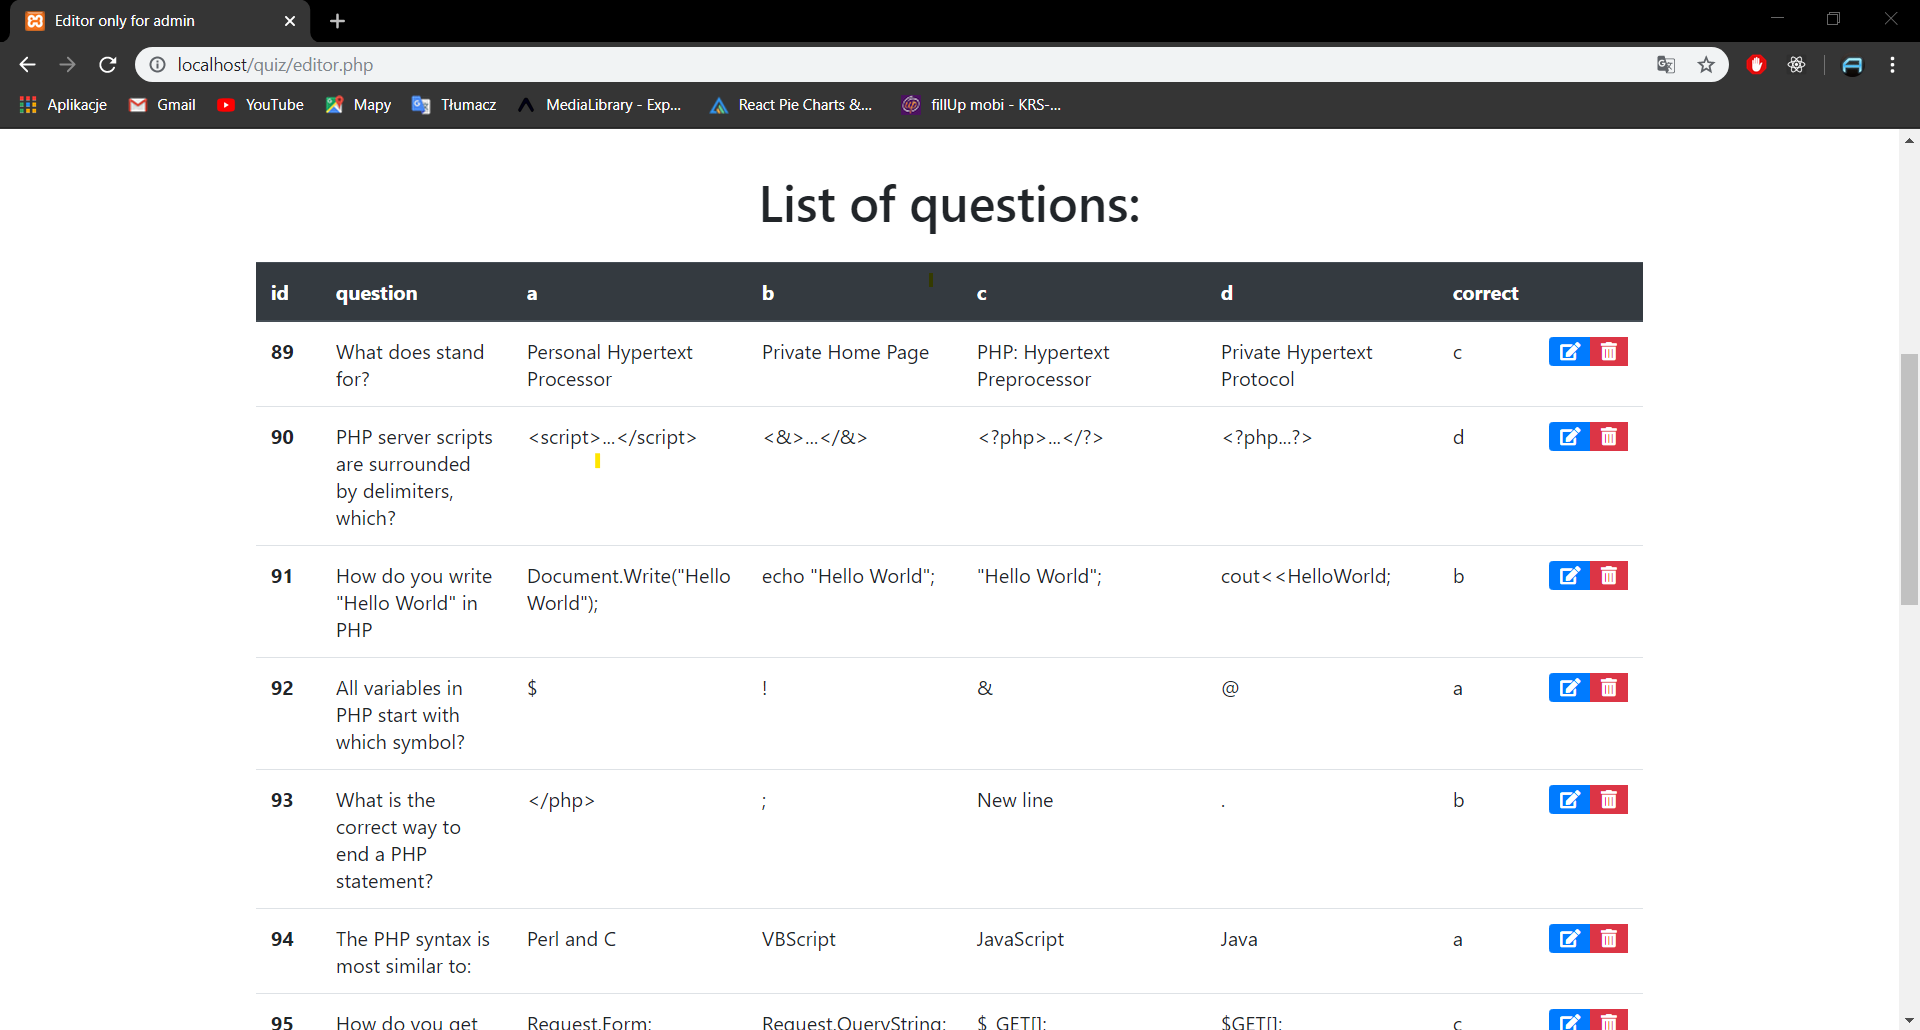 Editor only for admin
localhost/quiz/editor.php
Aplikacje Gmail YouTube Mapy Tłumacz MediaLibrary - Exp... React Pie Charts &... fillUp mobi - KRS-...
List of questions:
id question a b c d correct
89 What does stand Personal Hypertext Private Home Page PHP: Hypertext Private Hypertext c
for? Processor Preprocessor Protocol
90 PHP server scripts <script>...</script> <&>...</&> <?php>...</?> <?php...?> d
are surrounded
by delimiters,
which?
91 How do you write Document.Write("Hello echo "Hello World"; "Hello World"; cout<<HelloWorld; b
"Hello World" in World");
PHP
92 All variables in $ ! & @ a
PHP start with
which symbol?
93 What is the </php> ; New line . b
correct way to
end a PHP
statement?
94 The PHP syntax is Perl and C VBScript JavaScript Java a
most similar to:
95 How do you get Request.Form; Request.QueryString; $_GET[]; $GET[]; c